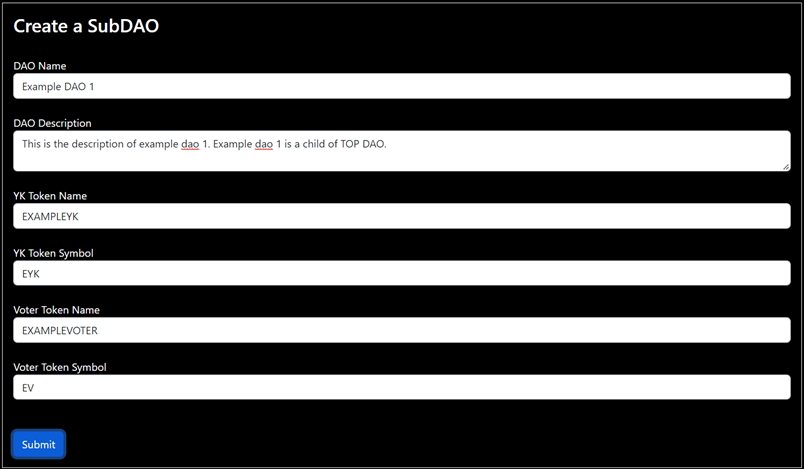 Create a SubDAO
DAO Name
Example DAO 1
DAO Description
This is the description of example dao 1. Example dao 1 is a child of TOP DAO.
YK Token Name
EXAMPLEYK
YK Token Symbol
EYK
Voter Token Name
EXAMPLEVOTER
Voter Token Symbol
EV
Submit